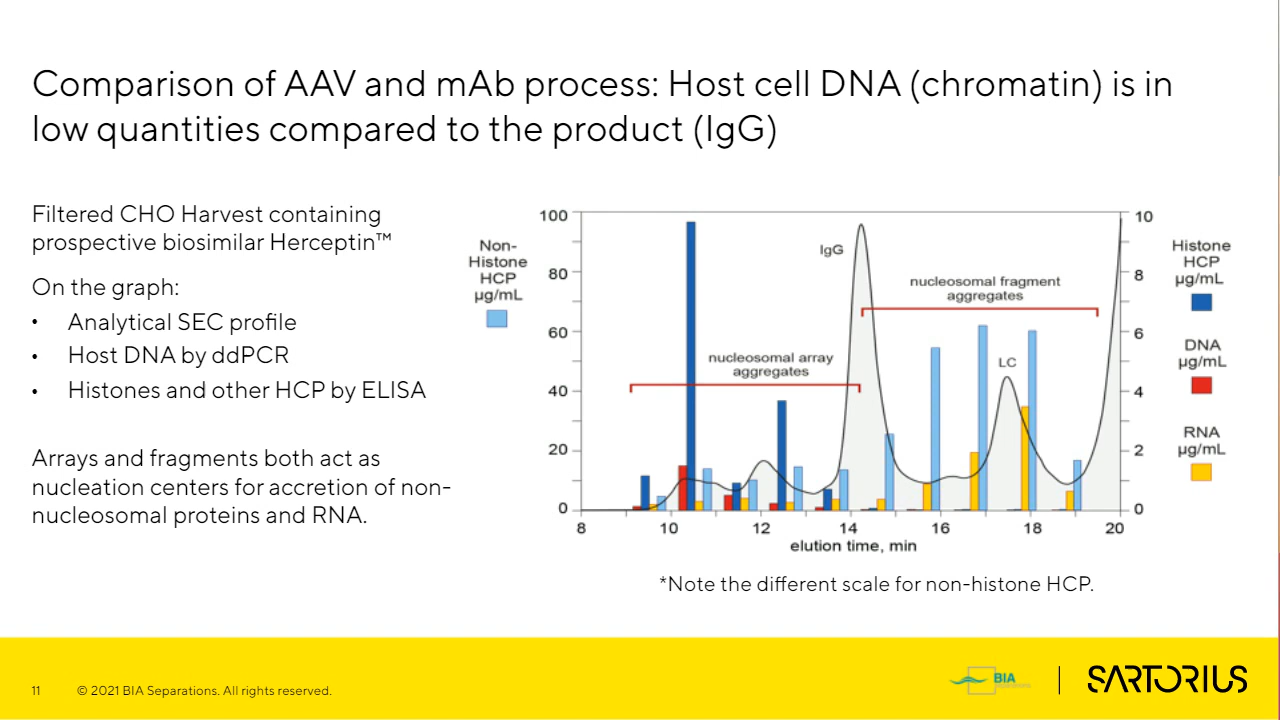 Comparison of AAV and mAb process: Host cell DNA (chromatin) is in
low quantities compared to the product (IgG)
Filtered CHO Harvest containing
prospective biosimilar Herceptin™
On the graph:
• Analytical SEC profile
• Host DNA by ddPCR
• Histones and other HCP by ELISA
Arrays and fragments both act as
nucleation centers for accretion of non-
nucleosomal proteins and RNA.
Non-
Histone
HCP
µg/mL
100
80
60
40
20
0
IgG
nucleosomal fragment
aggregates
nucleosomal array
aggregates
LC
10
8
6
4
2
0
8 10 12 14 16 18 20
elution time, min
Histone
HCP
µg/mL
DNA
µg/mL
RNA
µg/mL
*Note the different scale for non-histone HCP.
11 © 2021 BIA Separations. All rights reserved.
BIA
SARTORIUS